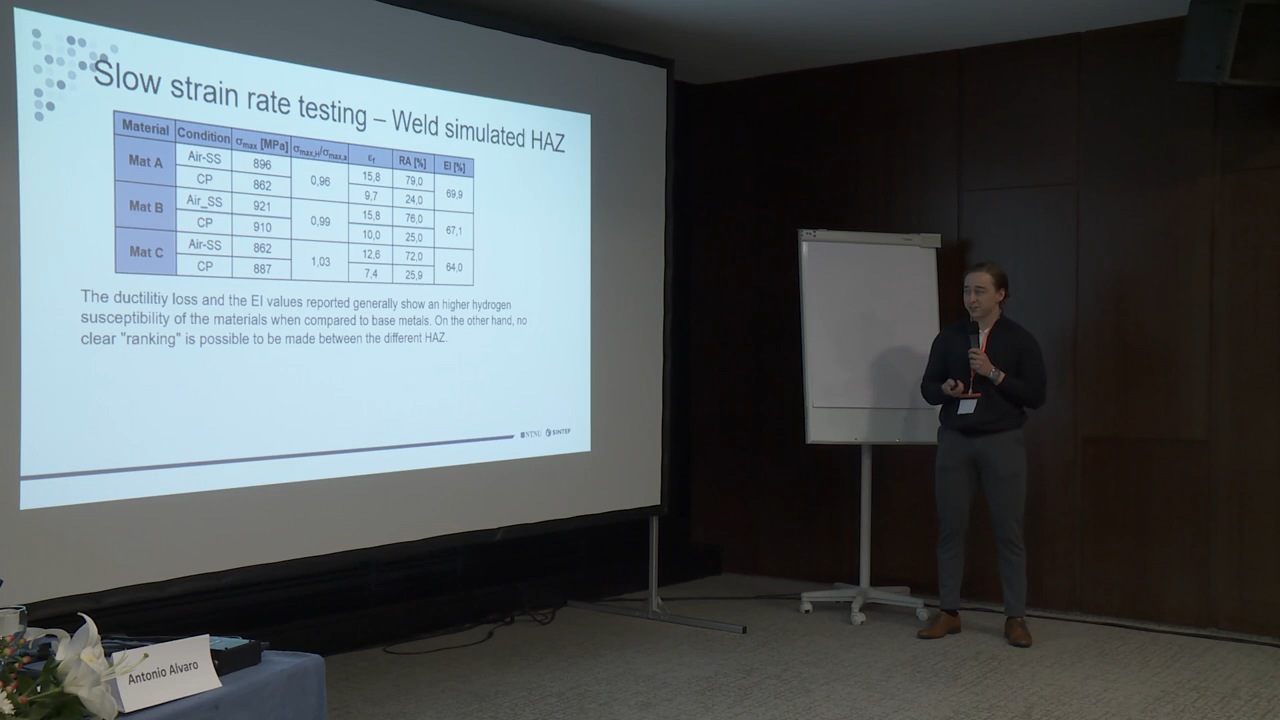 Slow strain rate testing – Weld simulated HAZ
Material Condition σmax [MPa] σmax,H/σmax,a εf RA [%] EI [%]
Mat A Air-SS 896 0,96 15,8 79,0 69,9
CP 862 9,7 24,0
Mat B Air_SS 921 0,99 15,8 76,0 67,1
CP 910 10,0 25,0
Mat C Air-SS 862 1,03 12,6 72,0 64,0
CP 887 7,4 25,9
The ductilitiy loss and the EI values reported generally show an higher hydrogen
susceptibility of the materials when compared to base metals. On the other hand, no
clear "ranking" is possible to be made between the different HAZ.
NTNU SINTEF
Antonio Alvaro